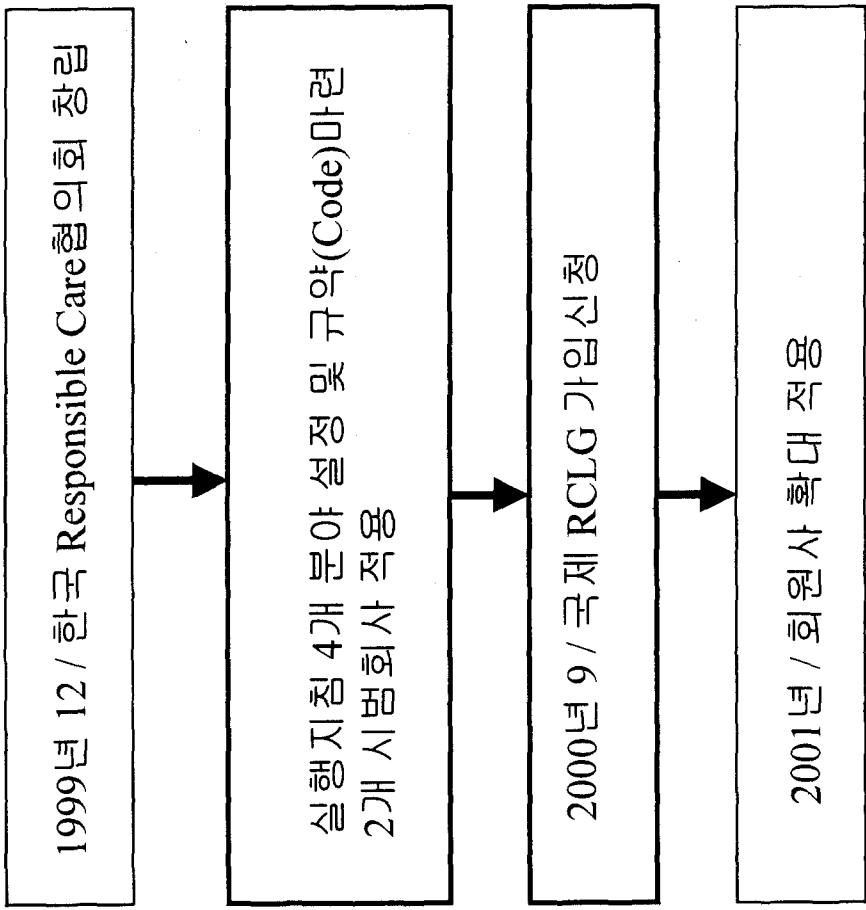 1999년 12 / 한국 Responsible Care협의회 창립
실행지침 4개 분야 설정 및 규약(Code)마련
2개 시범회사 적용
2000년 9 / 국제 RCLG 가입신청
2001년 / 회원사 확대 적용